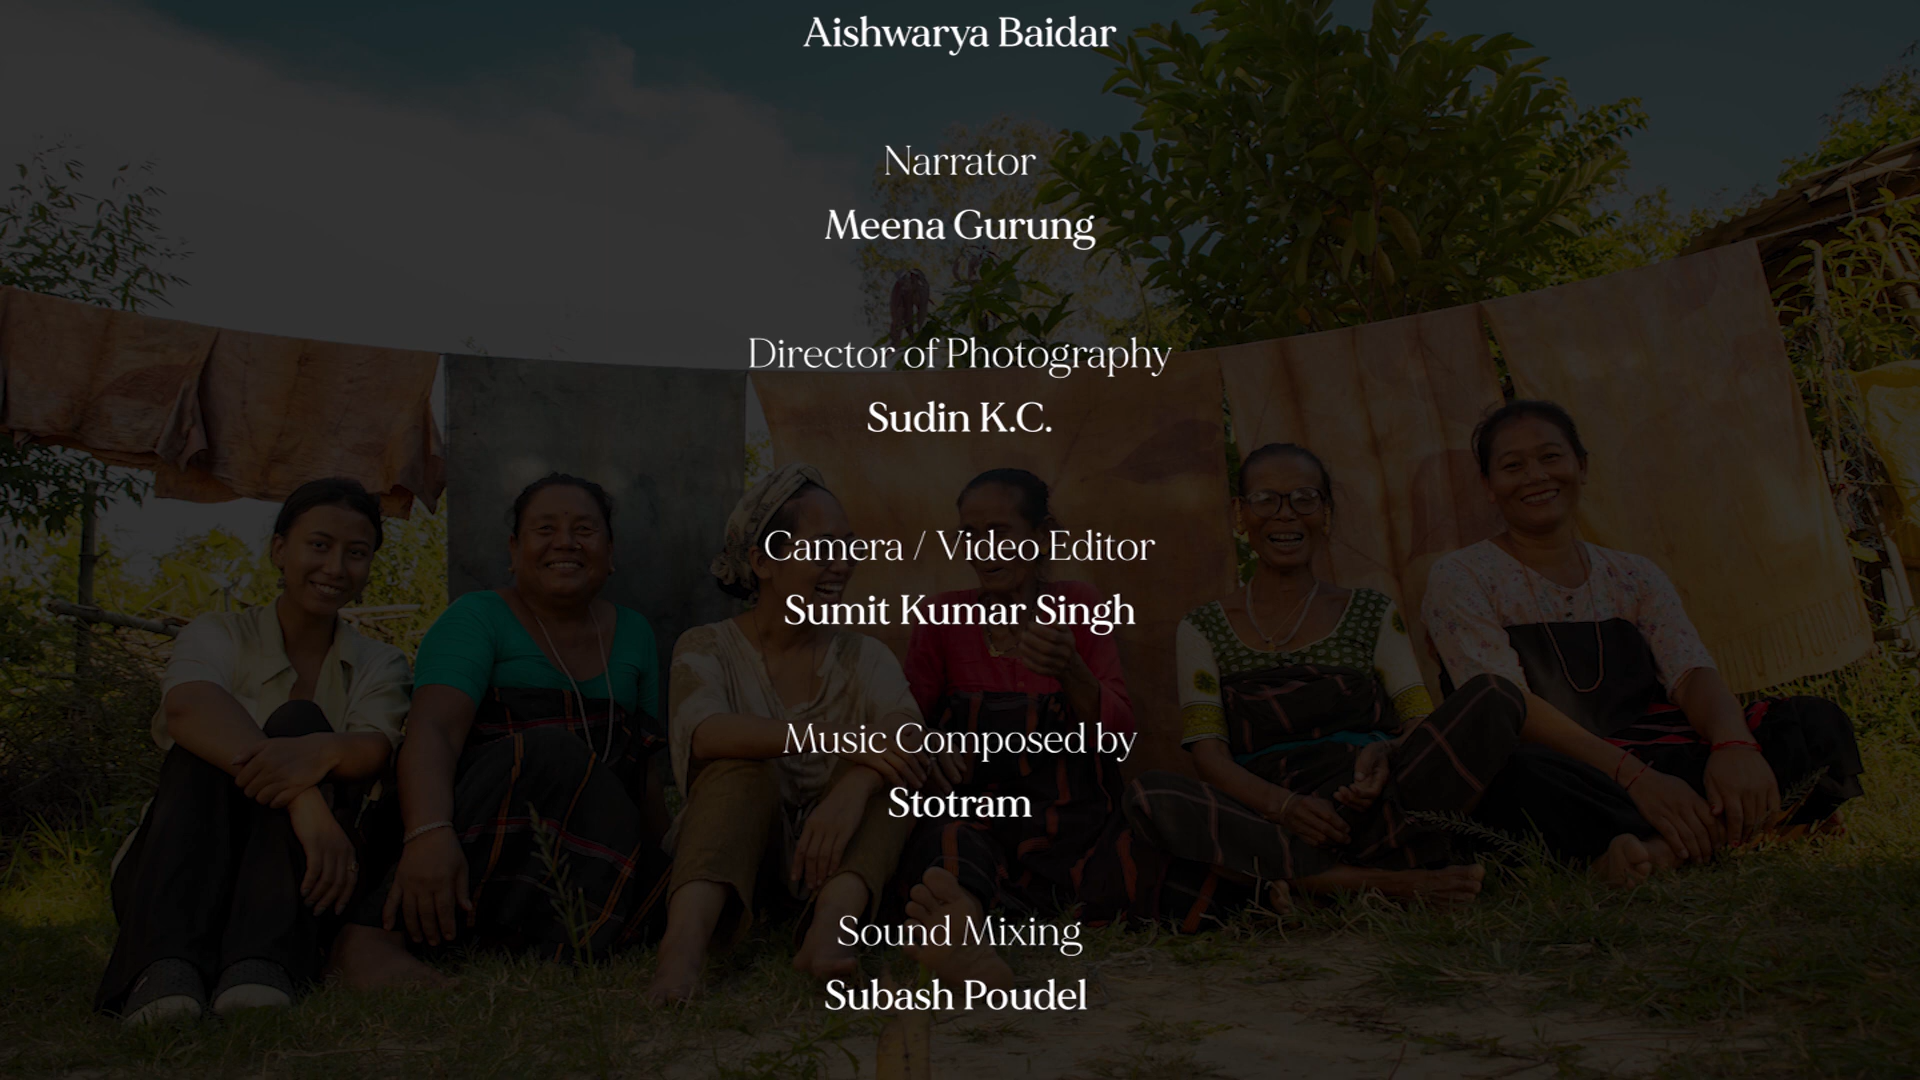 Aishwarya Baidar
Narrator
Meena Gurung
Director of Photography
Sudin K.C.
Camera / Video Editor
Sumit Kumar Singh
Music Composed by
Stotram
Sound Mixing
Subash Poudel